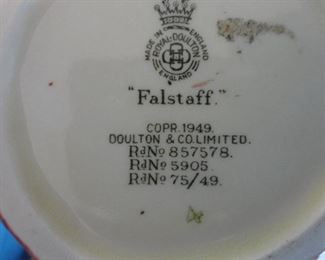 MADE IN ENGLAND
ROYAL·DOULTON
ENGLAND
"Falstaff."
COPR.1949.
DOULTON & CO.LIMITED.
RdNo 857578.
RdNo 5905.
RdNo 75/49.